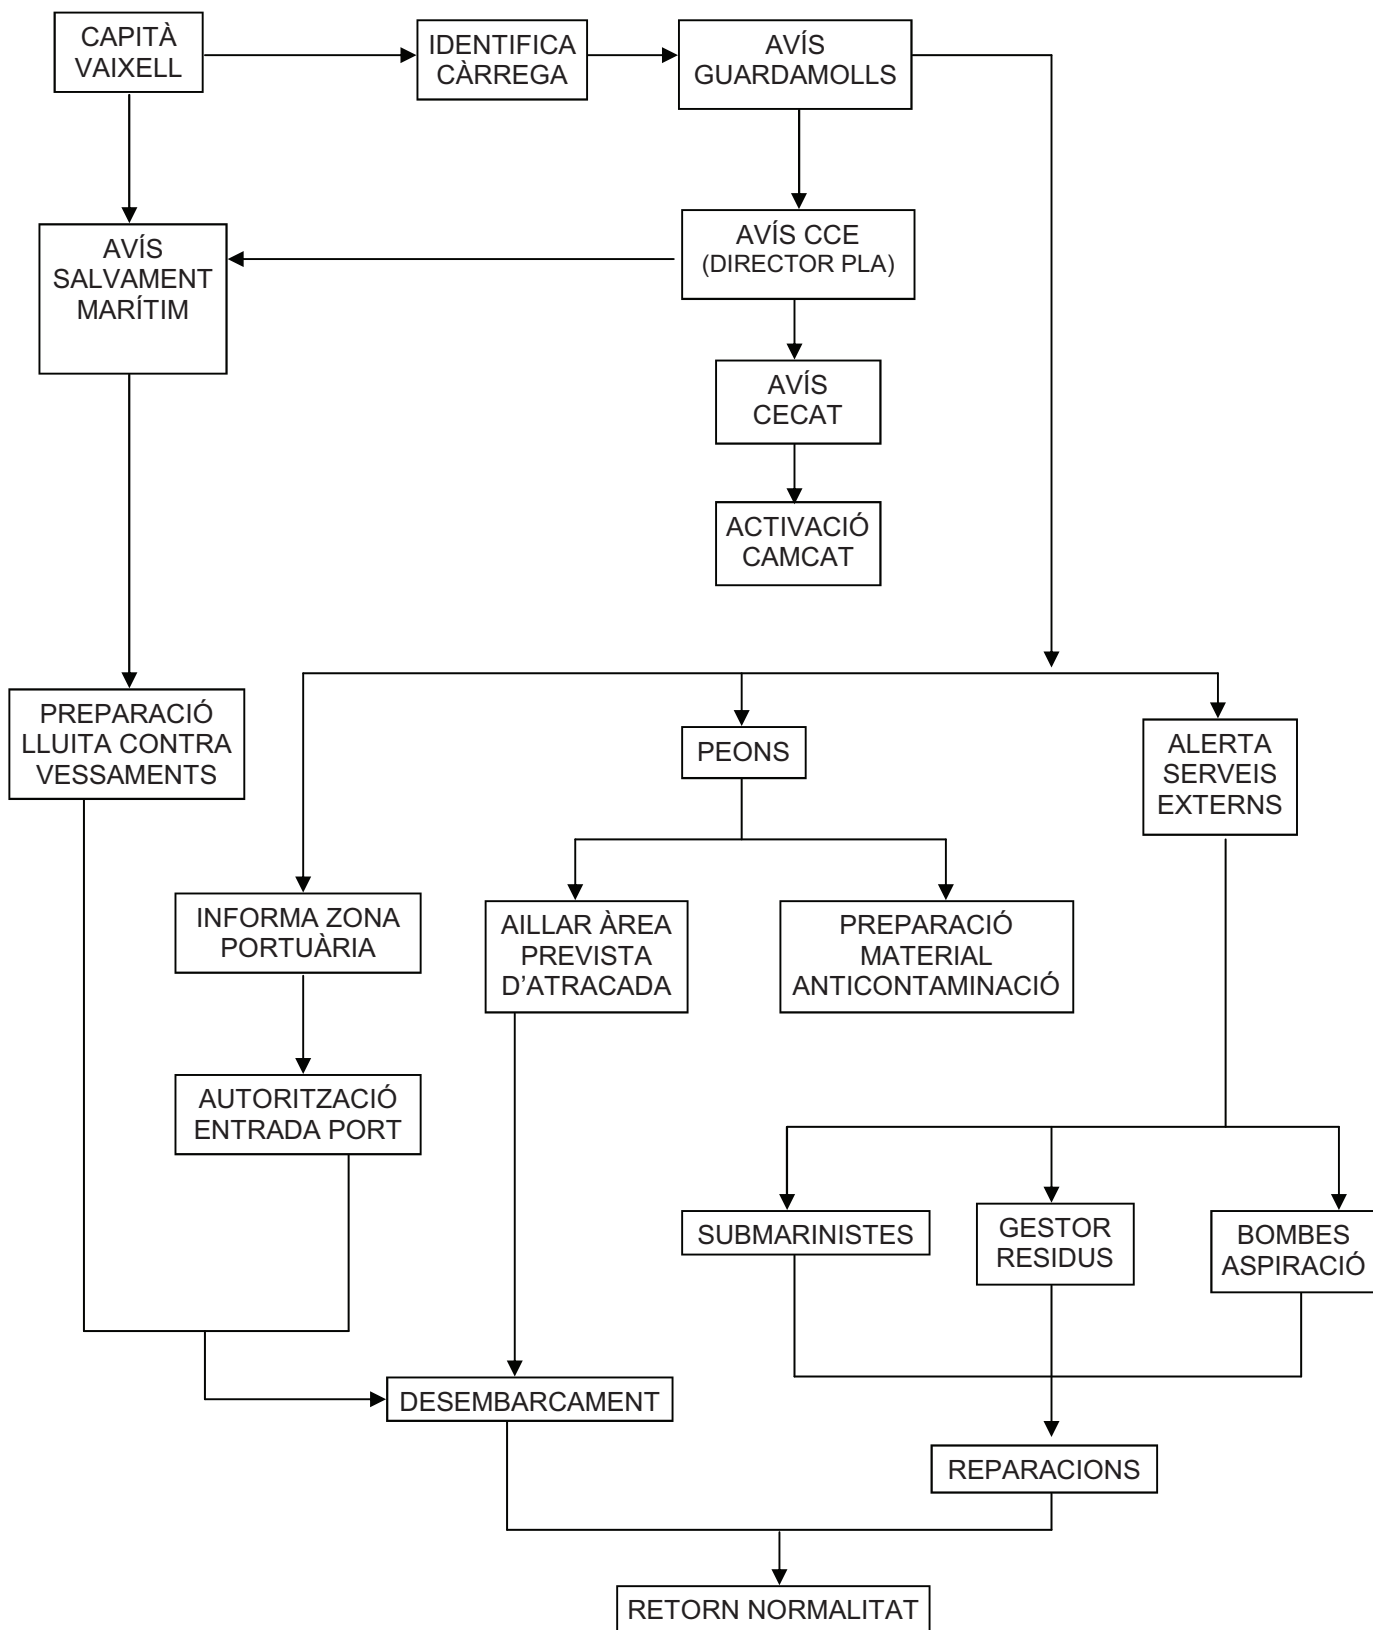 CAPITÀ
VAIXELL
IDENTIFICA
CÀRREGA
AVÍS
GUARDAMOLLS
AVÍS
SALVAMENT
MARÍTIM
AVÍS CCE
(DIRECTOR PLA)
AVÍS
CECAT
ACTIVACIÓ
CAMCAT
PREPARACIÓ
LLUITA CONTRA
VESSAMENTS
PEONS
ALERTA
SERVEIS
EXTERNS
INFORMA ZONA
PORTUÀRIA
AILLAR ÀREA
PREVISTA
D’ATRACADA
PREPARACIÓ
MATERIAL
ANTICONTAMINACIÓ
AUTORITZACIÓ
ENTRADA PORT
SUBMARINISTES
GESTOR
RESIDUS
BOMBES
ASPIRACIÓ
DESEMBARCAMENT
REPARACIONS
RETORN NORMALITAT